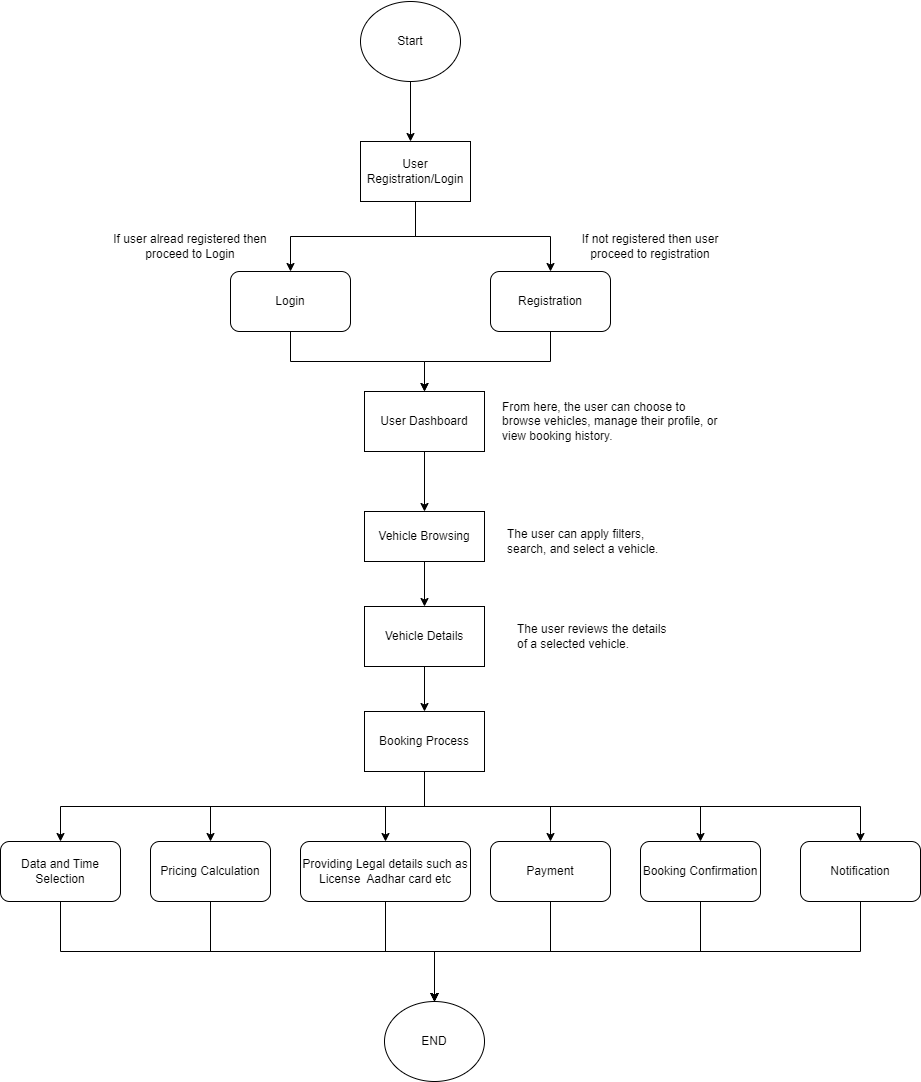 Start
User
Registration/Login
If user alread registered then
proceed to Login
If not registered then user
proceed to registration
Login
Registration
User Dashboard
From here, the user can choose to
browse vehicles, manage their profile, or
view booking history.
Vehicle Browsing
The user can apply filters,
search, and select a vehicle.
Vehicle Details
The user reviews the details
of a selected vehicle.
Booking Process
Data and Time
Selection
Pricing Calculation
Providing Legal details such as
License  Aadhar card etc
Payment
Booking Confirmation
Notification
END